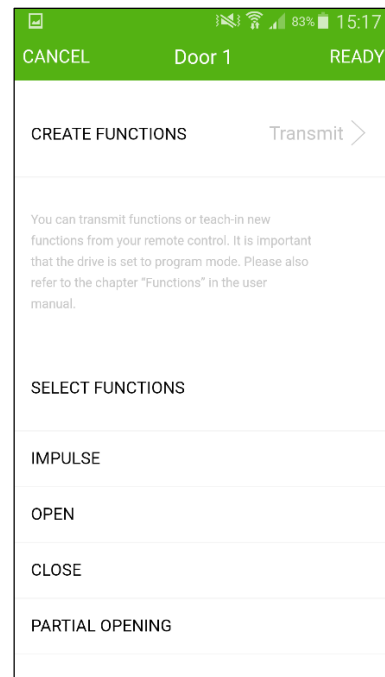 83% 15:17
CANCEL Door 1 READY
CREATE FUNCTIONS Transmit
You can transmit functions or teach-in new
functions from your remote control. It is important
that the drive is set to program mode. Please also
refer to the chapter “Functions” in the user
manual.
SELECT FUNCTIONS
IMPULSE
OPEN
CLOSE
PARTIAL OPENING